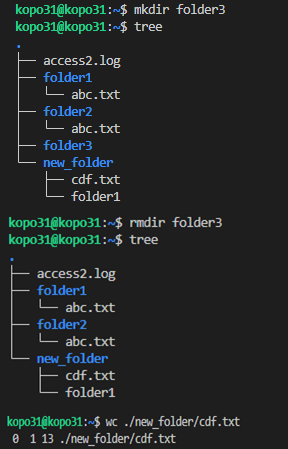 kopo31@kopo31:~$ mkdir folder3
kopo31@kopo31:~$ tree
.
├── access2.log
├── folder1
│   └── abc.txt
├── folder2
│   └── abc.txt
├── folder3
└── new_folder
    ├── cdf.txt
    └── folder1
kopo31@kopo31:~$ rmdir folder3
kopo31@kopo31:~$ tree
.
├── access2.log
├── folder1
│   └── abc.txt
├── folder2
│   └── abc.txt
└── new_folder
    ├── cdf.txt
    └── folder1
kopo31@kopo31:~$ wc ./new_folder/cdf.txt
 0  1 13 ./new_folder/cdf.txt